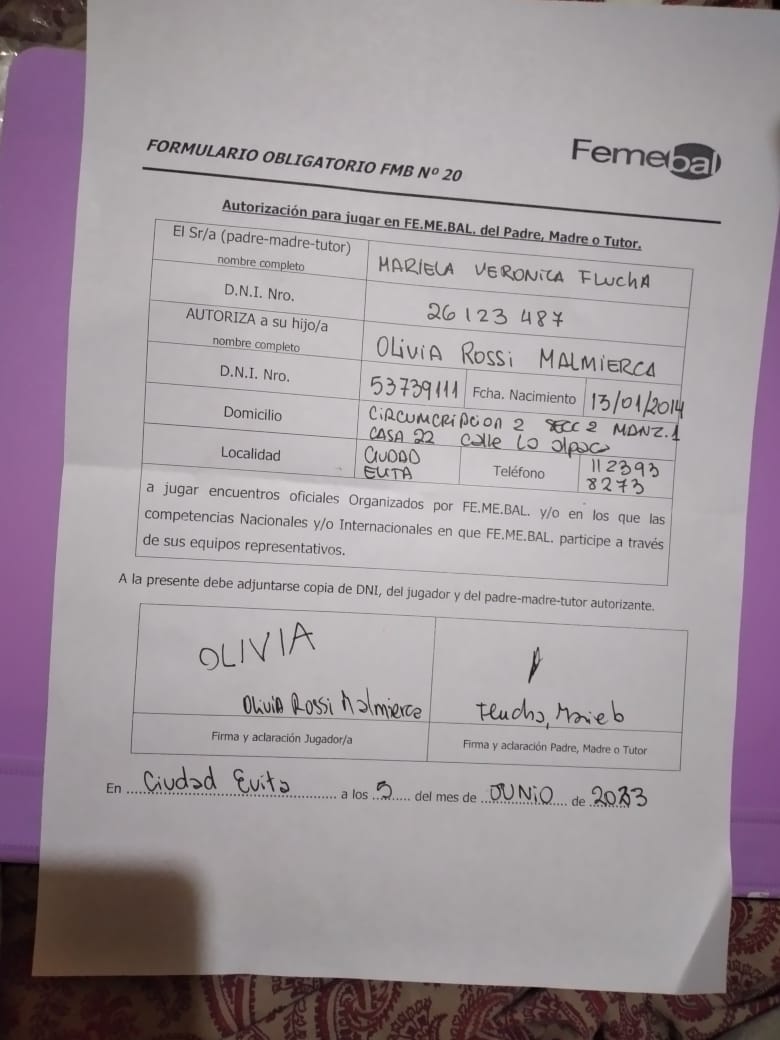 FORMULARIO OBLIGATORIO FMB Nº 20
Femebal
Autorización para jugar en FE.ME.BAL. del Padre, Madre o Tutor.
El Sr/a (padre-madre-tutor)
nombre completo
MARIELA VERONICA FLUCHA
D.N.I. Nro.
26123487
AUTORIZA a su hijo/a
nombre completo
OLIVIA ROSSI MALMIERCA
D.N.I. Nro.
53739111
Fcha. Nacimiento
13/01/2014
Domicilio
CIRCUMCRIPCION 2 SECC 2 MANZ.1
CASA 22 calle Lo
Localidad
CIUDAD
EVITA
Teléfono
112393
8273
a jugar encuentros oficiales Organizados por FE.ME.BAL. y/o en los que las
competencias Nacionales y/o Internacionales en que FE.ME.BAL. participe a través
de sus equipos representativos.
A la presente debe adjuntarse copia de DNI, del jugador y del padre-madre-tutor autorizante.
OLIVIA
Olivia Rossi Malmierca
Flucha,
Firma y aclaración Jugador/a
Firma y aclaración Padre, Madre o Tutor
En Ciudad Evita a los 5 del mes de JUNIO de